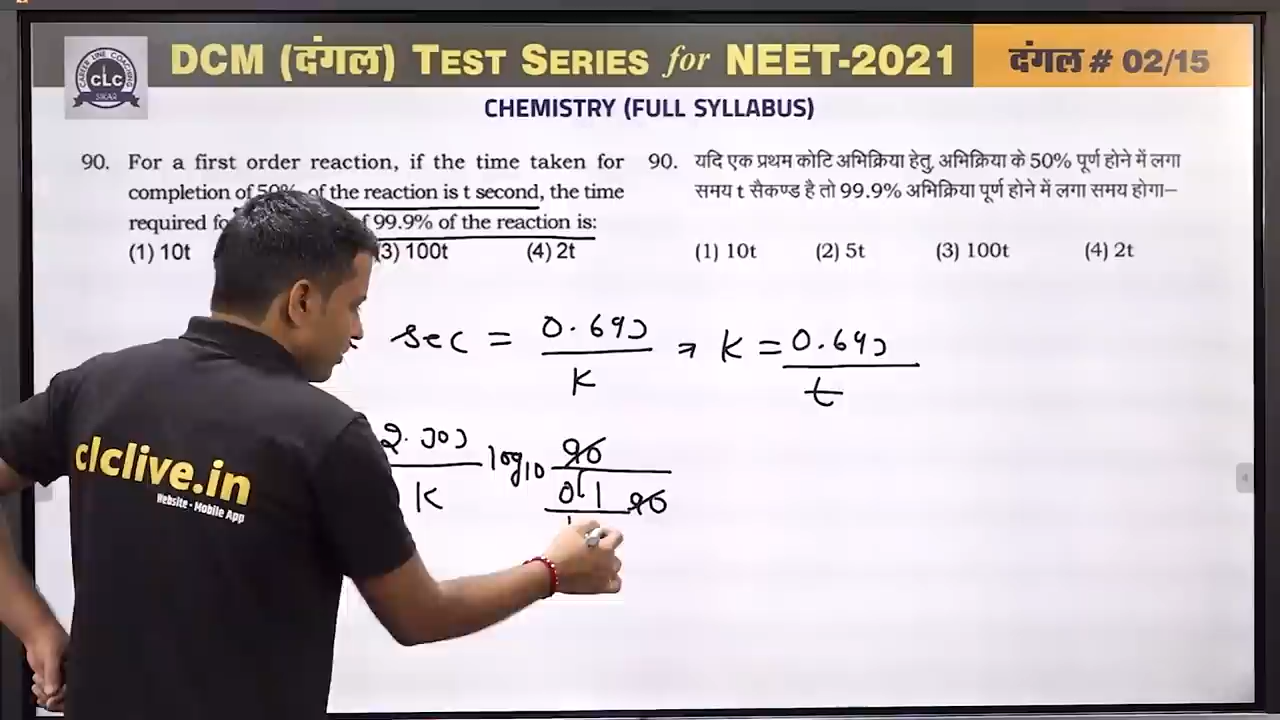 DCM (दंगल) TEST SERIES for NEET-2021
दंगल # 02/15
CLC
SIKAR
CHEMISTRY (FULL SYLLABUS)
90. For a first order reaction, if the time taken for
completion of 50% of the reaction is t second, the time
required fo f 99.9% of the reaction is:
(1) 10t (3) 100t (4) 2t
90. यदि एक प्रथम कोटि अभिक्रिया हेतु, अभिक्रिया के 50% पूर्ण होने में लगा
समय t सैकण्ड है तो 99.9% अभिक्रिया पूर्ण होने में लगा समय होगा–
(1) 10t (2) 5t (3) 100t (4) 2t
sec = 0.693 / K ⇒ K = 0.693 / t
2.303 / K log10 a0 / 0.1 a0
clclive.in
Website - Mobile App